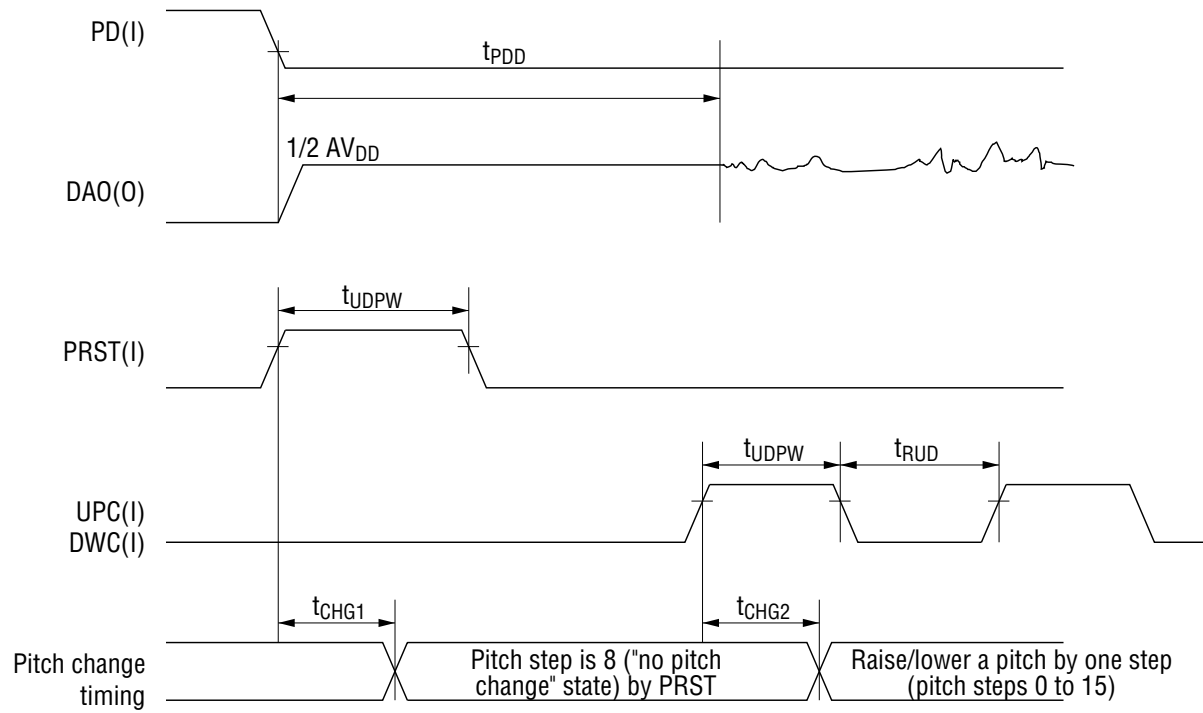 PD(I)
tPDD
1/2 AVDD
DAO(O)
tUDPW
PRST(I)
tUDPW
tRUD
UPC(I)
DWC(I)
tCHG1
tCHG2
Pitch change
timing
Pitch step is 8 ("no pitch
change" state) by PRST
Raise/lower a pitch by one step
(pitch steps 0 to 15)